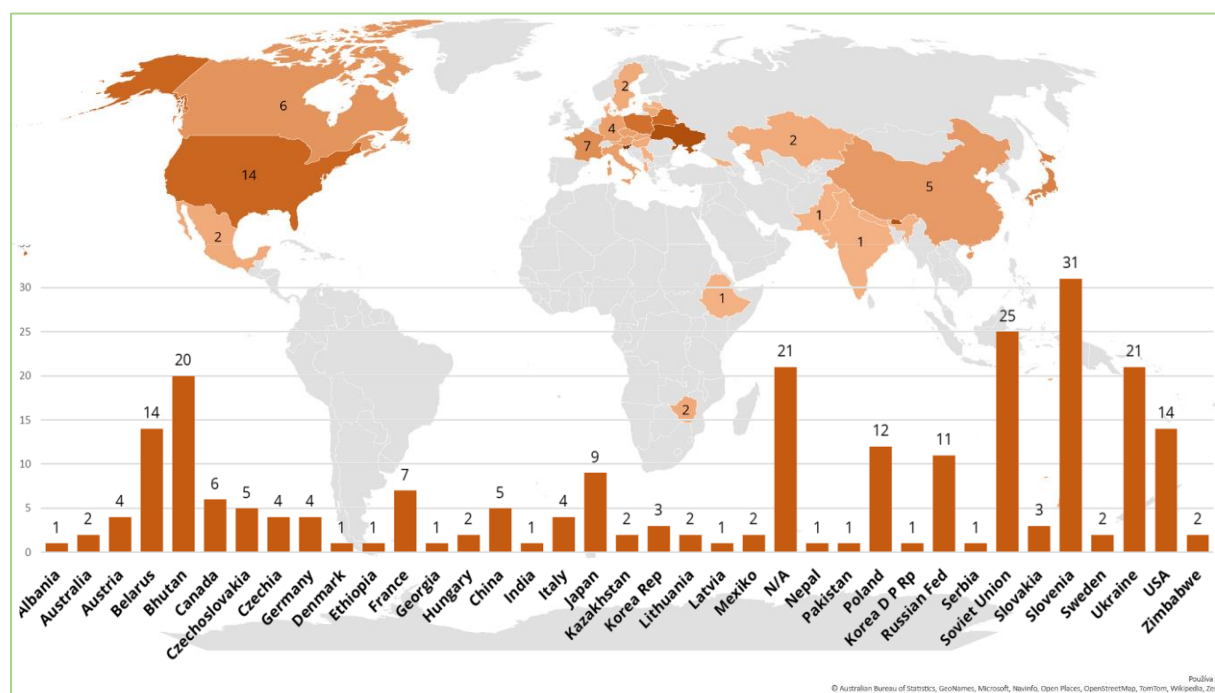 2
6
4
7
2
14
5
1
2
1
1
2
30
25
20
15
10
5
0
1
2
4
14
20
6
5
4
4
1
1
7
1
2
5
1
4
9
2
3
2
1
2
21
1
1
12
1
11
1
25
3
31
2
21
14
2
Albania
Australia
Austria
Belarus
Bhutan
Canada
Czechoslovakia
Czechia
Germany
Denmark
Ethiopia
France
Georgia
Hungary
China
India
Italy
Japan
Kazakhstan
Korea Rep
Lithuania
Latvia
Mexiko
N/A
Nepal
Pakistan
Poland
Korea D P Rp
Russian Fed
Serbia
Soviet Union
Slovakia
Slovenia
Sweden
Ukraine
USA
Zimbabwe
Používa
© Australian Bureau of Statistics, GeoNames, Microsoft, Navinfo, Open Places, OpenStreetMap, TomTom, Wikipedia, Ze